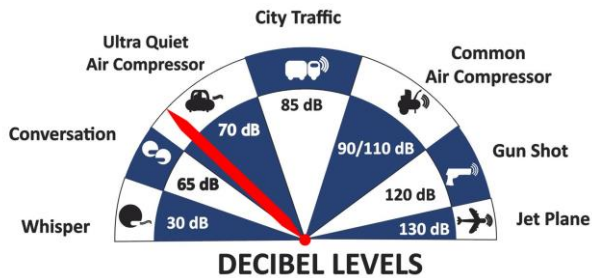 City Traffic
Ultra Quiet
Air Compressor
Common
Air Compressor
85 dB
70 dB
Conversation
90/110 dB
Gun Shot
65 dB
120 dB
Whisper
30 dB
130 dB
Jet Plane
DECIBEL LEVELS